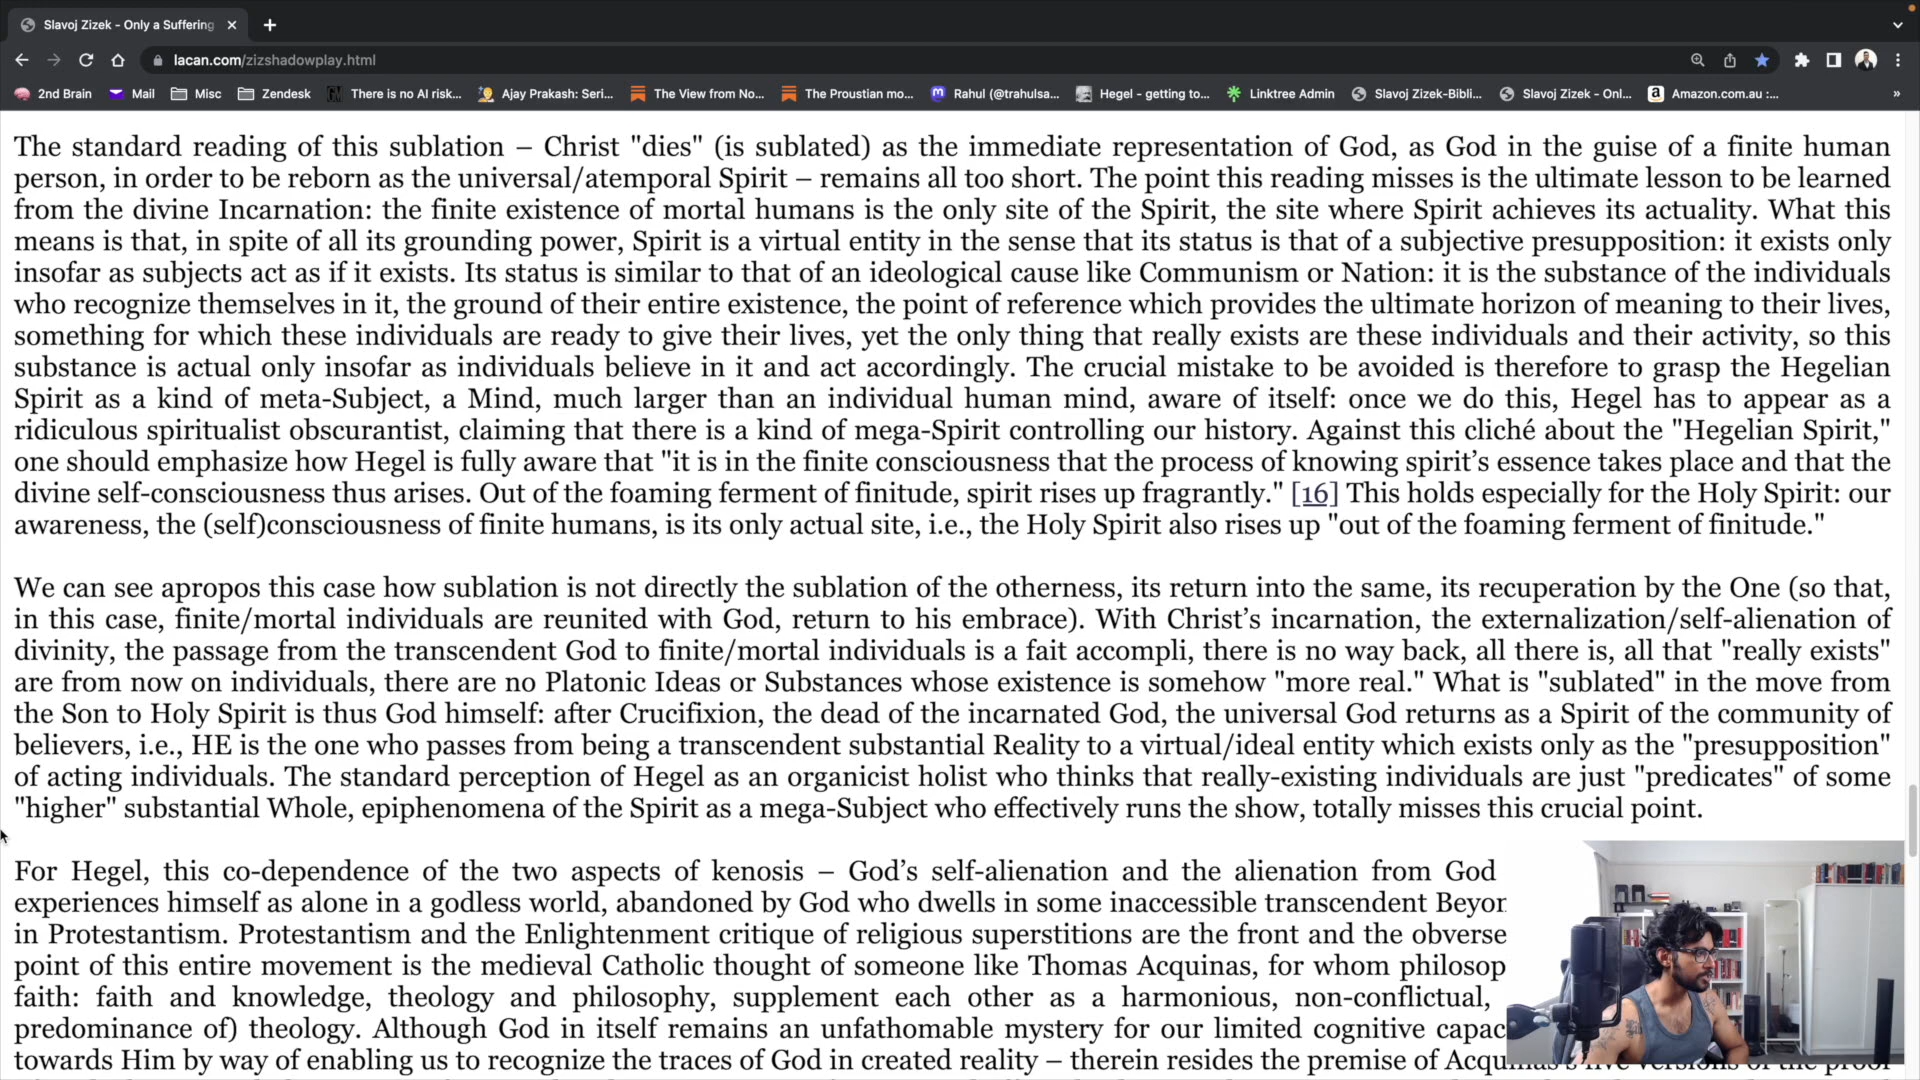 Slavoj Zizek - Only a Suffering
lacan.com/zizshadowplay.html
2nd Brain Mail Misc Zendesk There is no AI risk... Ajay Prakash: Seri... The View from No... The Proustian mo... Rahul (@trahulsa... Hegel - getting to... Linktree Admin Slavoj Zizek-Bibli... Slavoj Zizek - Onl... Amazon.com.au :... »
The standard reading of this sublation – Christ "dies" (is sublated) as the immediate representation of God, as God in the guise of a finite human
person, in order to be reborn as the universal/atemporal Spirit – remains all too short. The point this reading misses is the ultimate lesson to be learned
from the divine Incarnation: the finite existence of mortal humans is the only site of the Spirit, the site where Spirit achieves its actuality. What this
means is that, in spite of all its grounding power, Spirit is a virtual entity in the sense that its status is that of a subjective presupposition: it exists only
insofar as subjects act as if it exists. Its status is similar to that of an ideological cause like Communism or Nation: it is the substance of the individuals
who recognize themselves in it, the ground of their entire existence, the point of reference which provides the ultimate horizon of meaning to their lives,
something for which these individuals are ready to give their lives, yet the only thing that really exists are these individuals and their activity, so this
substance is actual only insofar as individuals believe in it and act accordingly. The crucial mistake to be avoided is therefore to grasp the Hegelian
Spirit as a kind of meta-Subject, a Mind, much larger than an individual human mind, aware of itself: once we do this, Hegel has to appear as a
ridiculous spiritualist obscurantist, claiming that there is a kind of mega-Spirit controlling our history. Against this cliché about the "Hegelian Spirit,"
one should emphasize how Hegel is fully aware that "it is in the finite consciousness that the process of knowing spirit's essence takes place and that the
divine self-consciousness thus arises. Out of the foaming ferment of finitude, spirit rises up fragrantly." [16] This holds especially for the Holy Spirit: our
awareness, the (self)consciousness of finite humans, is its only actual site, i.e., the Holy Spirit also rises up "out of the foaming ferment of finitude."
We can see apropos this case how sublation is not directly the sublation of the otherness, its return into the same, its recuperation by the One (so that,
in this case, finite/mortal individuals are reunited with God, return to his embrace). With Christ's incarnation, the externalization/self-alienation of
divinity, the passage from the transcendent God to finite/mortal individuals is a fait accompli, there is no way back, all there is, all that "really exists"
are from now on individuals, there are no Platonic Ideas or Substances whose existence is somehow "more real." What is "sublated" in the move from
the Son to Holy Spirit is thus God himself: after Crucifixion, the dead of the incarnated God, the universal God returns as a Spirit of the community of
believers, i.e., HE is the one who passes from being a transcendent substantial Reality to a virtual/ideal entity which exists only as the "presupposition"
of acting individuals. The standard perception of Hegel as an organicist holist who thinks that really-existing individuals are just "predicates" of some
"higher" substantial Whole, epiphenomena of the Spirit as a mega-Subject who effectively runs the show, totally misses this crucial point.
For Hegel, this co-dependence of the two aspects of kenosis – God's self-alienation and the alienation from God
experiences himself as alone in a godless world, abandoned by God who dwells in some inaccessible transcendent Beyon
in Protestantism. Protestantism and the Enlightenment critique of religious superstitions are the front and the obverse
point of this entire movement is the medieval Catholic thought of someone like Thomas Acquinas, for whom philosop
faith: faith and knowledge, theology and philosophy, supplement each other as a harmonious, non-conflictual,
predominance of) theology. Although God in itself remains an unfathomable mystery for our limited cognitive capac
towards Him by way of enabling us to recognize the traces of God in created reality – therein resides the premise of Acquinas's five versions of the proof